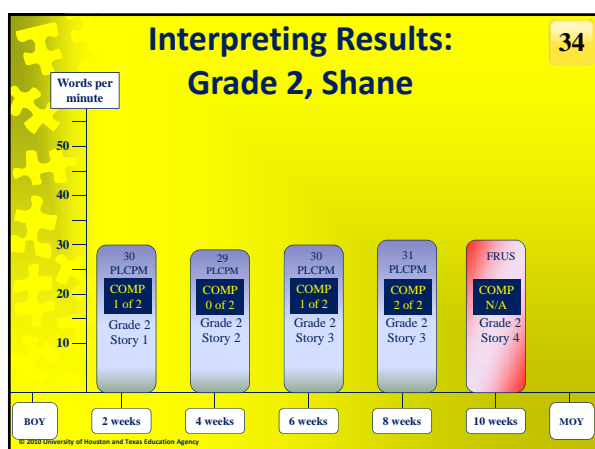 Interpreting Results:
Grade 2, Shane
34
Words per
minute
50
40
30
20
10
30
PLCPM
COMP
1 of 2
Grade 2
Story 1
29
PLCPM
COMP
0 of 2
Grade 2
Story 2
30
PLCPM
COMP
1 of 2
Grade 2
Story 3
31
PLCPM
COMP
2 of 2
Grade 2
Story 3
FRUS
COMP
N/A
Grade 2
Story 4
BOY
2 weeks
4 weeks
6 weeks
8 weeks
10 weeks
MOY
© 2010 University of Houston and Texas Education Agency